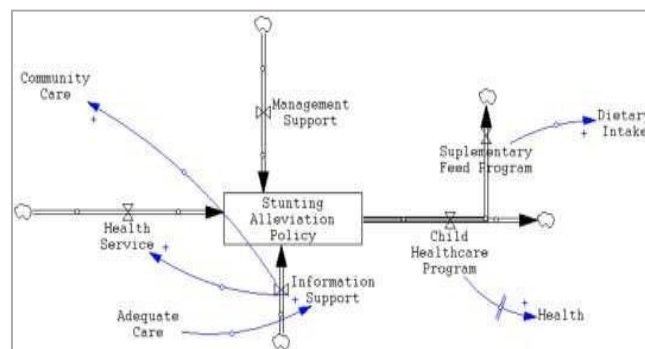 Community
Care
+
Management
Support
Dietary
Intake
+
Suplementary
Feed Program
Stunting
Alleviation
Policy
Health
Service
+
Child
Healthcare
Program
Information
Support
+
Adequate
Care
+
Health